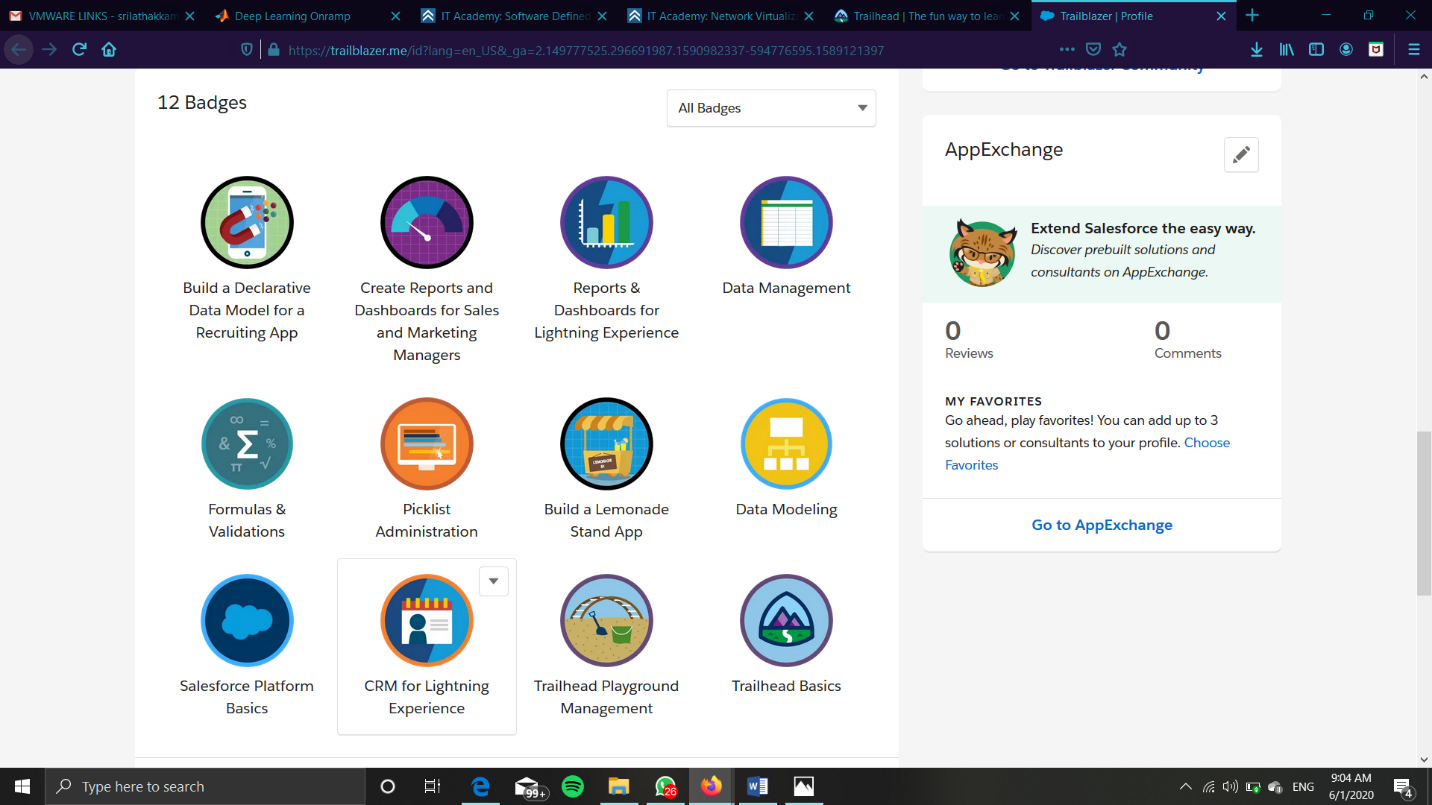 VMWARE LINKS - srilathakkam
Deep Learning Onramp
IT Academy: Software Defined
IT Academy: Network Virtualiz
Trailhead | The fun way to lear
Trailblazer | Profile
https://trailblazer.me/id?lang=en_US&_ga=2.149777525.296691987.1590982337-594776595.1589121397
Go to Trailblazer Community
12 Badges
All Badges
Build a Declarative
Data Model for a
Recruiting App
Create Reports and
Dashboards for Sales
and Marketing
Managers
Reports &
Dashboards for
Lightning Experience
Data Management
Formulas &
Validations
Picklist
Administration
LEMONADE
Build a Lemonade
Stand App
Data Modeling
Salesforce Platform
Basics
CRM for Lightning
Experience
Trailhead Playground
Management
Trailhead Basics
AppExchange
Extend Salesforce the easy way.
Discover prebuilt solutions and
consultants on AppExchange.
0
Reviews
0
Comments
MY FAVORITES
Go ahead, play favorites! You can add up to 3
solutions or consultants to your profile. Choose
Favorites
Go to AppExchange
Type here to search
99+
26
ENG
9:04 AM
6/1/2020
4